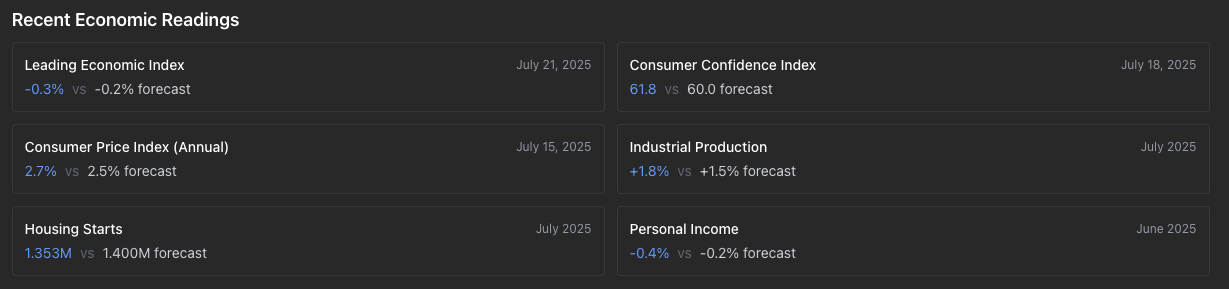 Recent Economic Readings
Leading Economic Index July 21, 2025
-0.3% vs -0.2% forecast
Consumer Confidence Index July 18, 2025
61.8 vs 60.0 forecast
Consumer Price Index (Annual) July 15, 2025
2.7% vs 2.5% forecast
Industrial Production July 2025
+1.8% vs +1.5% forecast
Housing Starts July 2025
1.353M vs 1.400M forecast
Personal Income June 2025
-0.4% vs -0.2% forecast